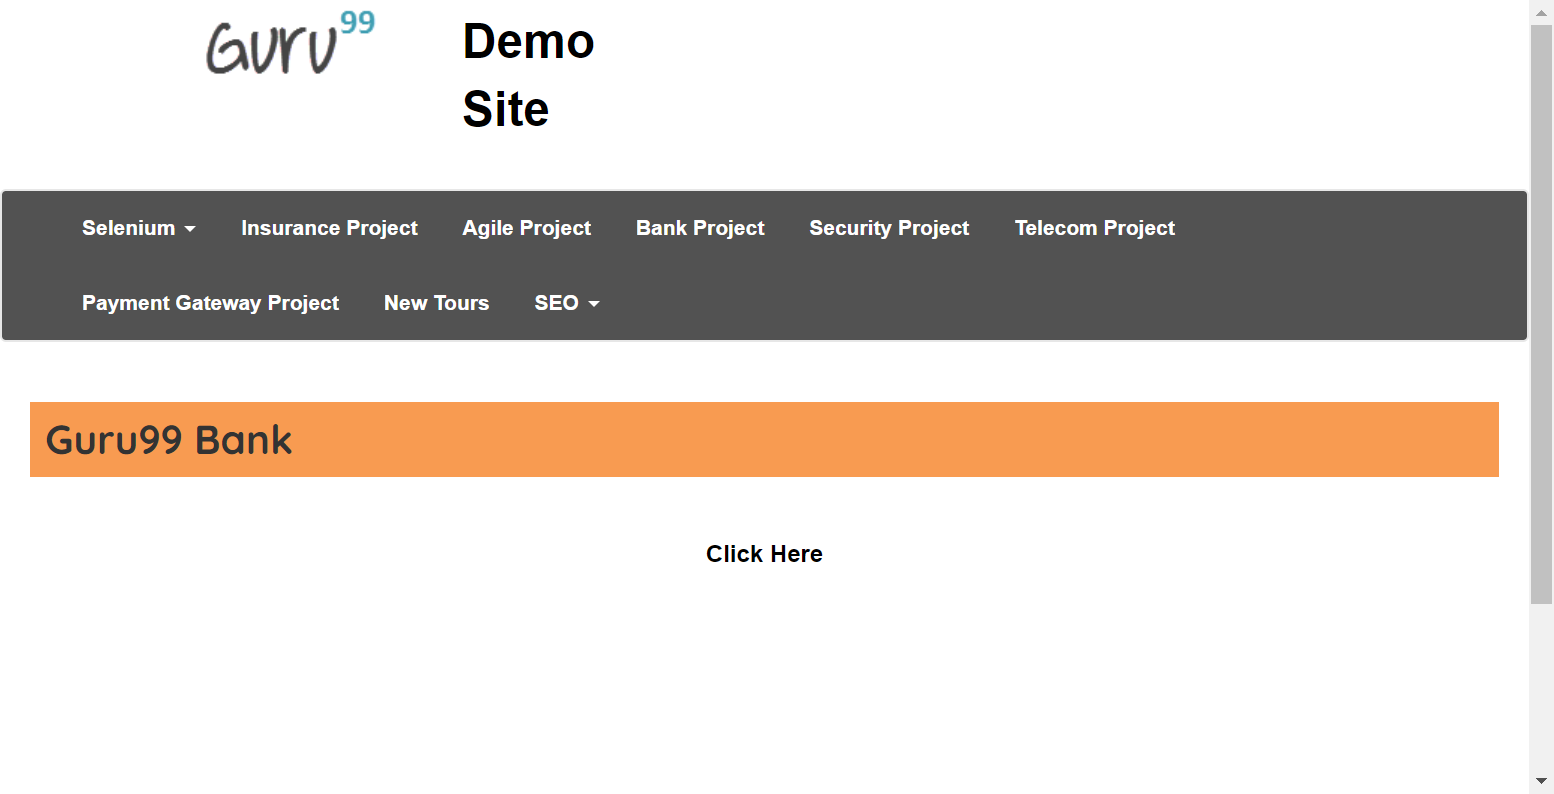 Guru99
Demo
Site
Selenium
Insurance Project
Agile Project
Bank Project
Security Project
Telecom Project
Payment Gateway Project
New Tours
SEO
Guru99 Bank
Click Here